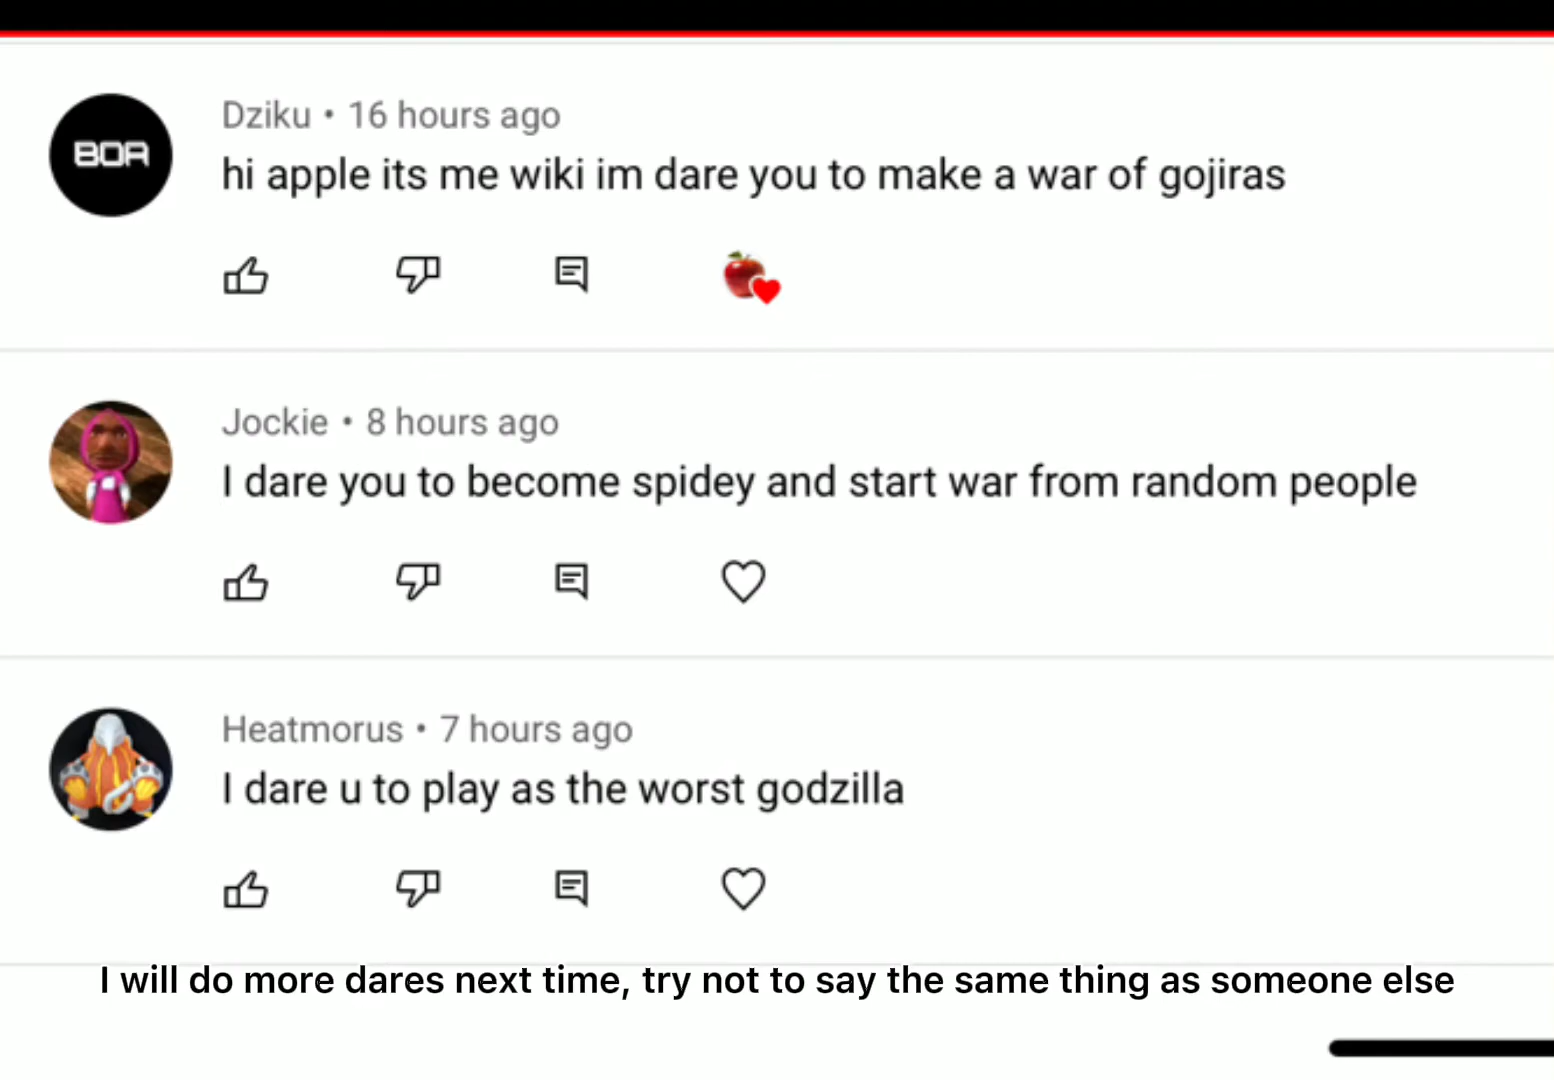 BOA
Dziku • 16 hours ago
hi apple its me wiki im dare you to make a war of gojiras
Jockie • 8 hours ago
I dare you to become spidey and start war from random people
Heatmorus • 7 hours ago
I dare u to play as the worst godzilla
I will do more dares next time, try not to say the same thing as someone else